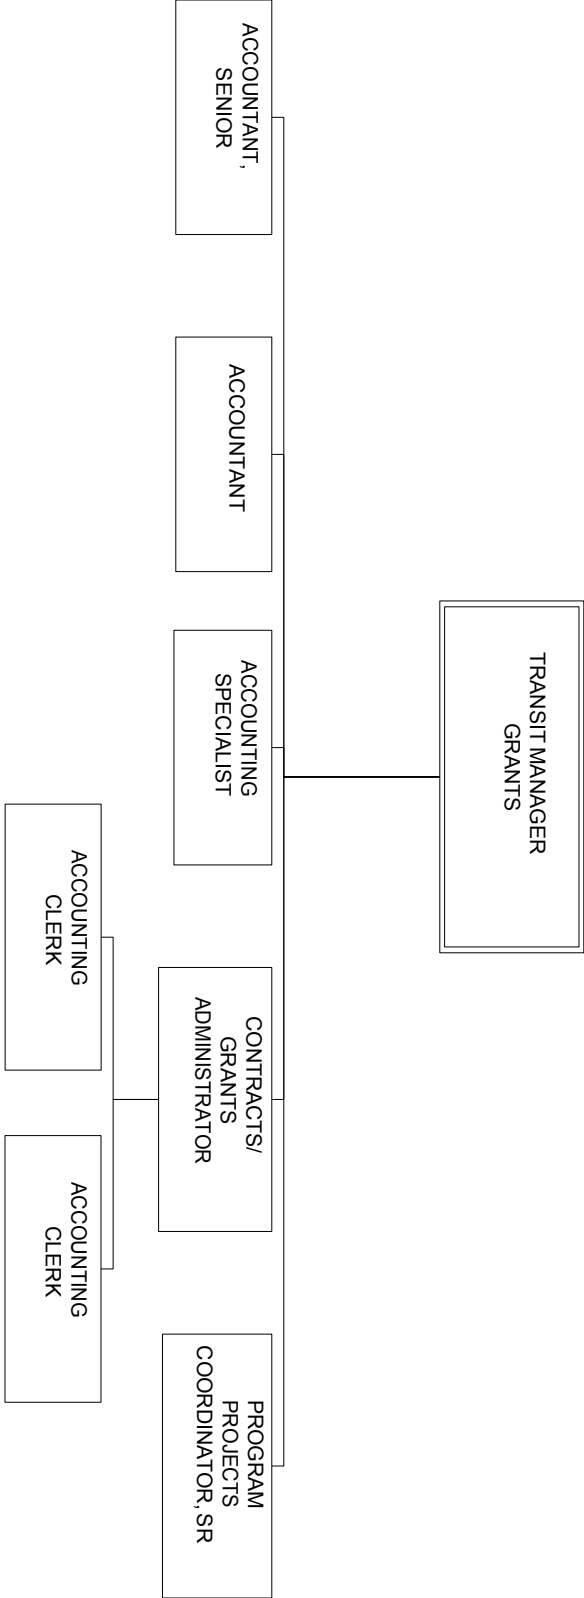 TRANSIT MANAGER
GRANTS
ACCOUNTANT,
SENIOR
ACCOUNTANT
ACCOUNTING
SPECIALIST
CONTRACTS/
GRANTS
ADMINISTRATOR
PROGRAM
PROJECTS
COORDINATOR, SR
ACCOUNTING
CLERK
ACCOUNTING
CLERK